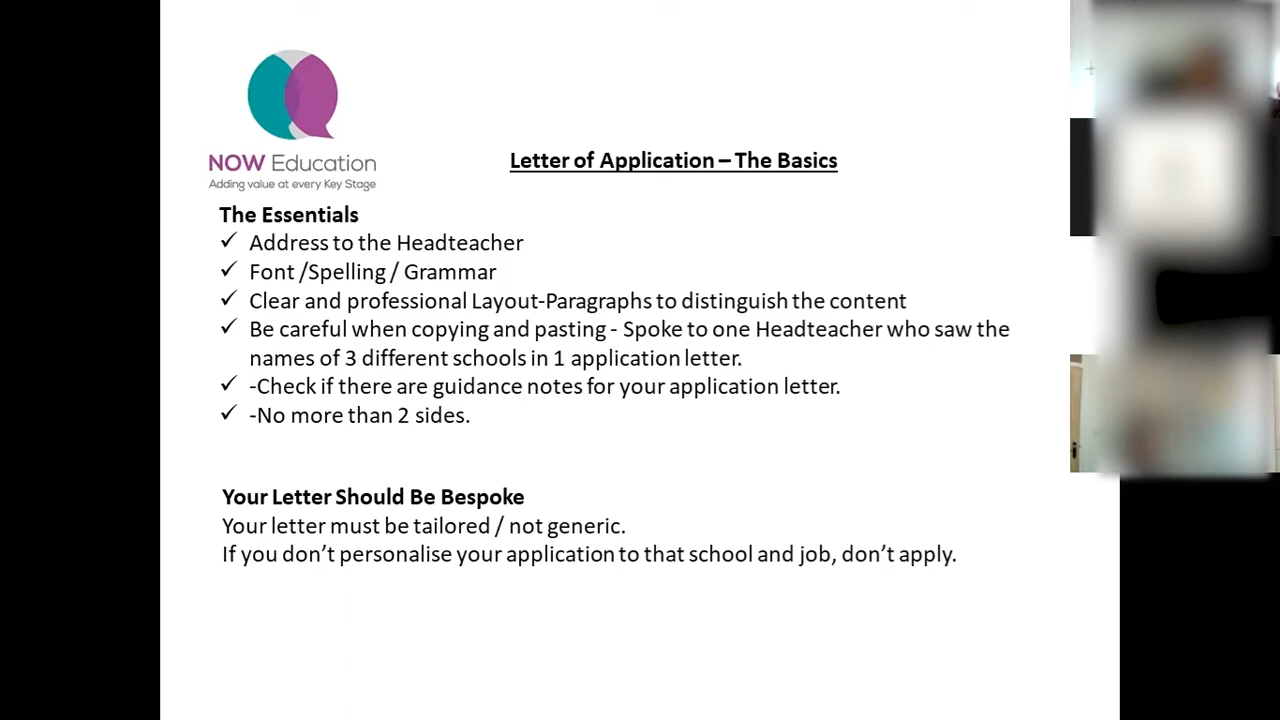 NOW Education
Adding value at every Key Stage
Letter of Application – The Basics
The Essentials
✓ Address to the Headteacher
✓ Font /Spelling / Grammar
✓ Clear and professional Layout-Paragraphs to distinguish the content
✓ Be careful when copying and pasting - Spoke to one Headteacher who saw the
names of 3 different schools in 1 application letter.
✓ -Check if there are guidance notes for your application letter.
✓ -No more than 2 sides.
Your Letter Should Be Bespoke
Your letter must be tailored / not generic.
If you don’t personalise your application to that school and job, don’t apply.